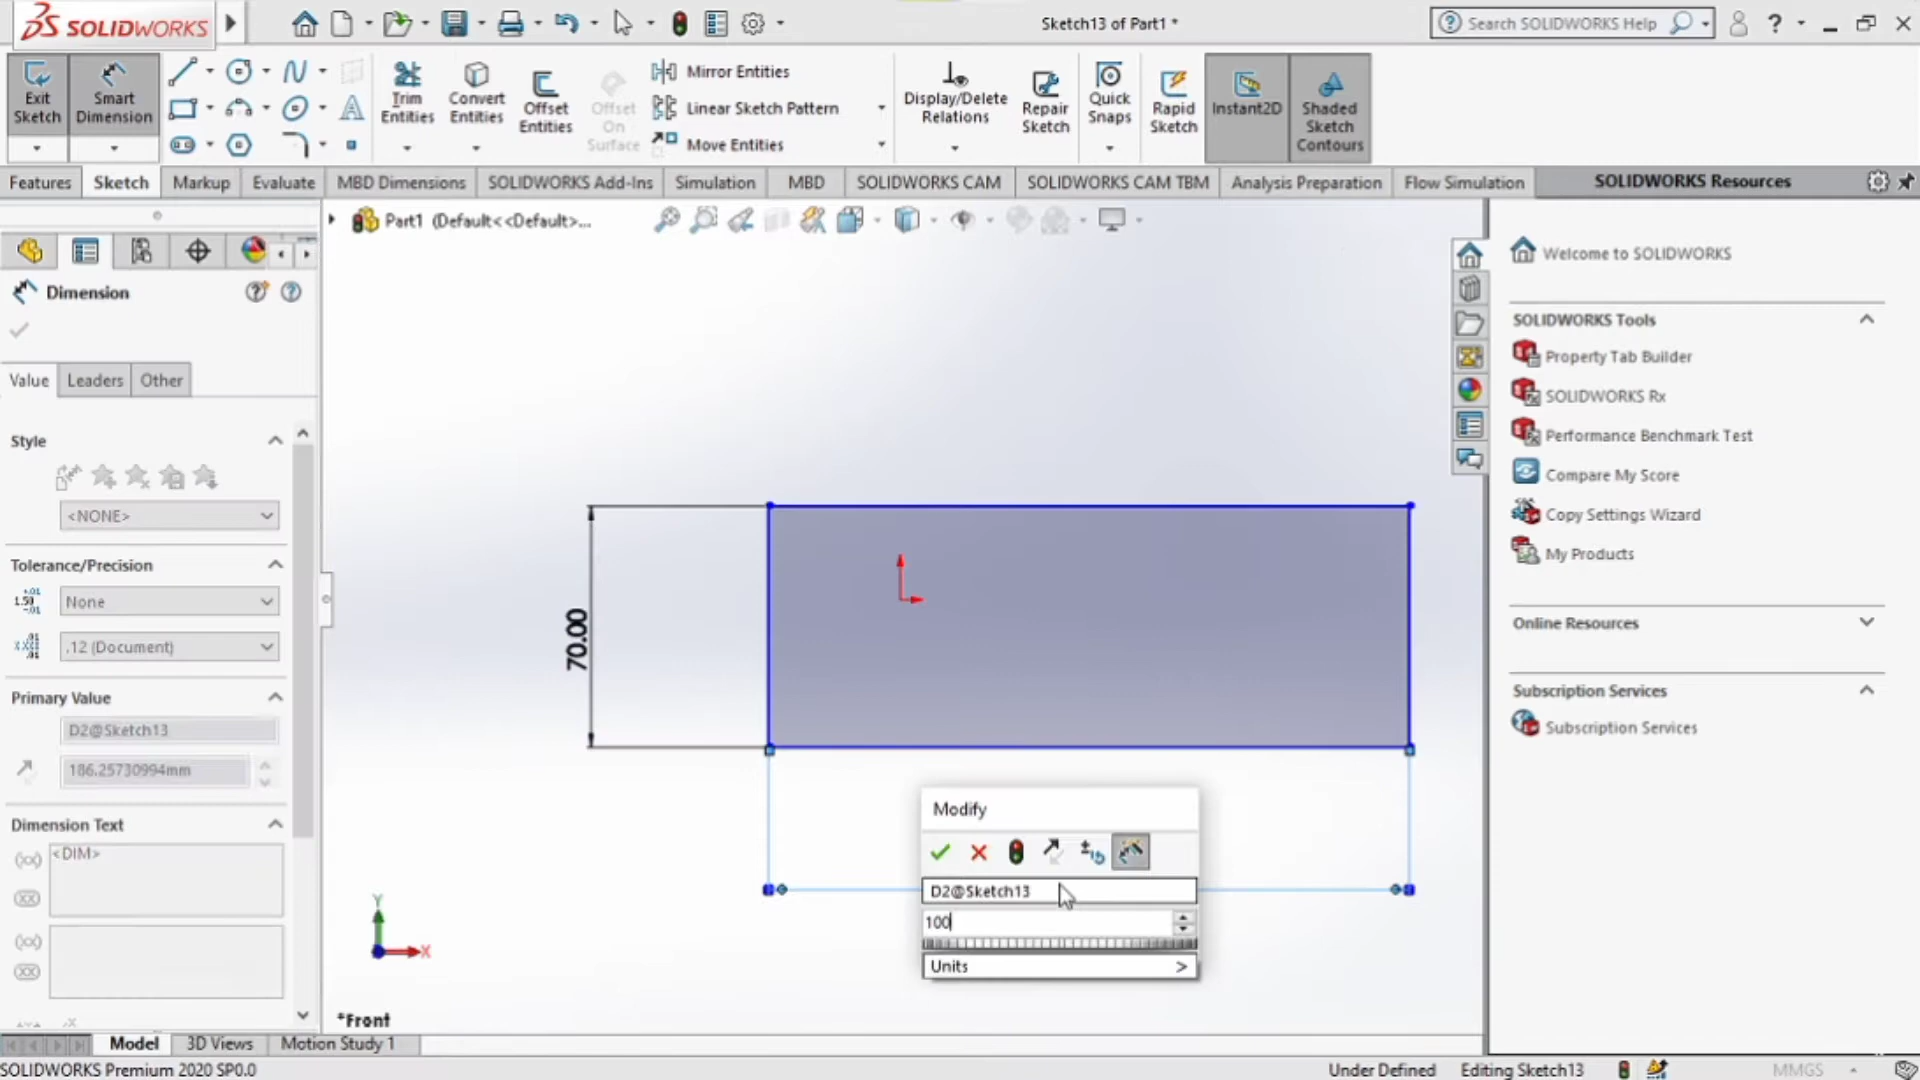 SOLIDWORKS
Sketch13 of Part1 *
Search SOLIDWORKS Help
Exit Sketch
Smart Dimension
Trim Entities
Convert Entities
Offset Entities
Offset On Surface
Mirror Entities
Linear Sketch Pattern
Move Entities
Display/Delete Relations
Repair Sketch
Quick Snaps
Rapid Sketch
Instant2D
Shaded Sketch Contours
Features Sketch Markup Evaluate MBD Dimensions SOLIDWORKS Add-Ins Simulation MBD SOLIDWORKS CAM SOLIDWORKS CAM TBM Analysis Preparation Flow Simulation
SOLIDWORKS Resources
Part1 (Default<<Default>...
Dimension
Value Leaders Other
Style
<NONE>
Tolerance/Precision
None
.12 (Document)
Primary Value
D2@Sketch13
186.25730994mm
Dimension Text
<DIM>
70.00
Modify
D2@Sketch13
100
Units >
Y
X
*Front
Welcome to SOLIDWORKS
SOLIDWORKS Tools
Property Tab Builder
SOLIDWORKS Rx
Performance Benchmark Test
Compare My Score
Copy Settings Wizard
My Products
Online Resources
Subscription Services
Subscription Services
Model 3D Views Motion Study 1
SOLIDWORKS Premium 2020 SP0.0
Under Defined Editing Sketch13 MMGS